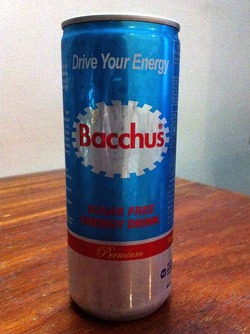 Drive Your Energy
Bacchus®
SUGAR FREE
ENERGY DRINK
Premium